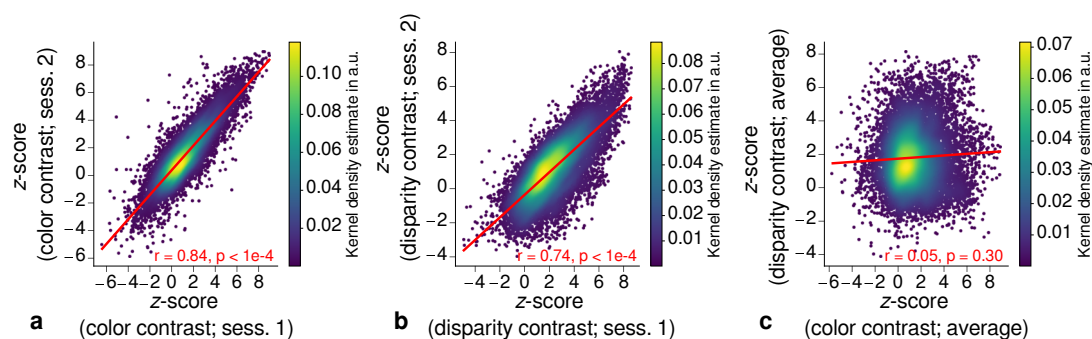 z-score
(color contrast; sess. 2)
8
6
4
2
0
−2
−4
−6
−6 −4 −2 0 2 4 6 8
r = 0.84, p < 1e-4
z-score
(color contrast; sess. 1)
a
0.10
0.08
0.06
0.04
0.02
Kernel density estimate in a.u.
z-score
(disparity contrast; sess. 2)
8
6
4
2
0
−2
−4
−4 −2 0 2 4 6 8
r = 0.74, p < 1e-4
z-score
(disparity contrast; sess. 1)
b
0.08
0.07
0.06
0.05
0.04
0.03
0.02
0.01
Kernel density estimate in a.u.
z-score
(disparity contrast; average)
8
6
4
2
0
−2
−4
−6 −4 −2 0 2 4 6 8
r = 0.05, p = 0.30
z-score
(color contrast; average)
c
0.07
0.06
0.05
0.04
0.03
0.02
0.01
Kernel density estimate in a.u.